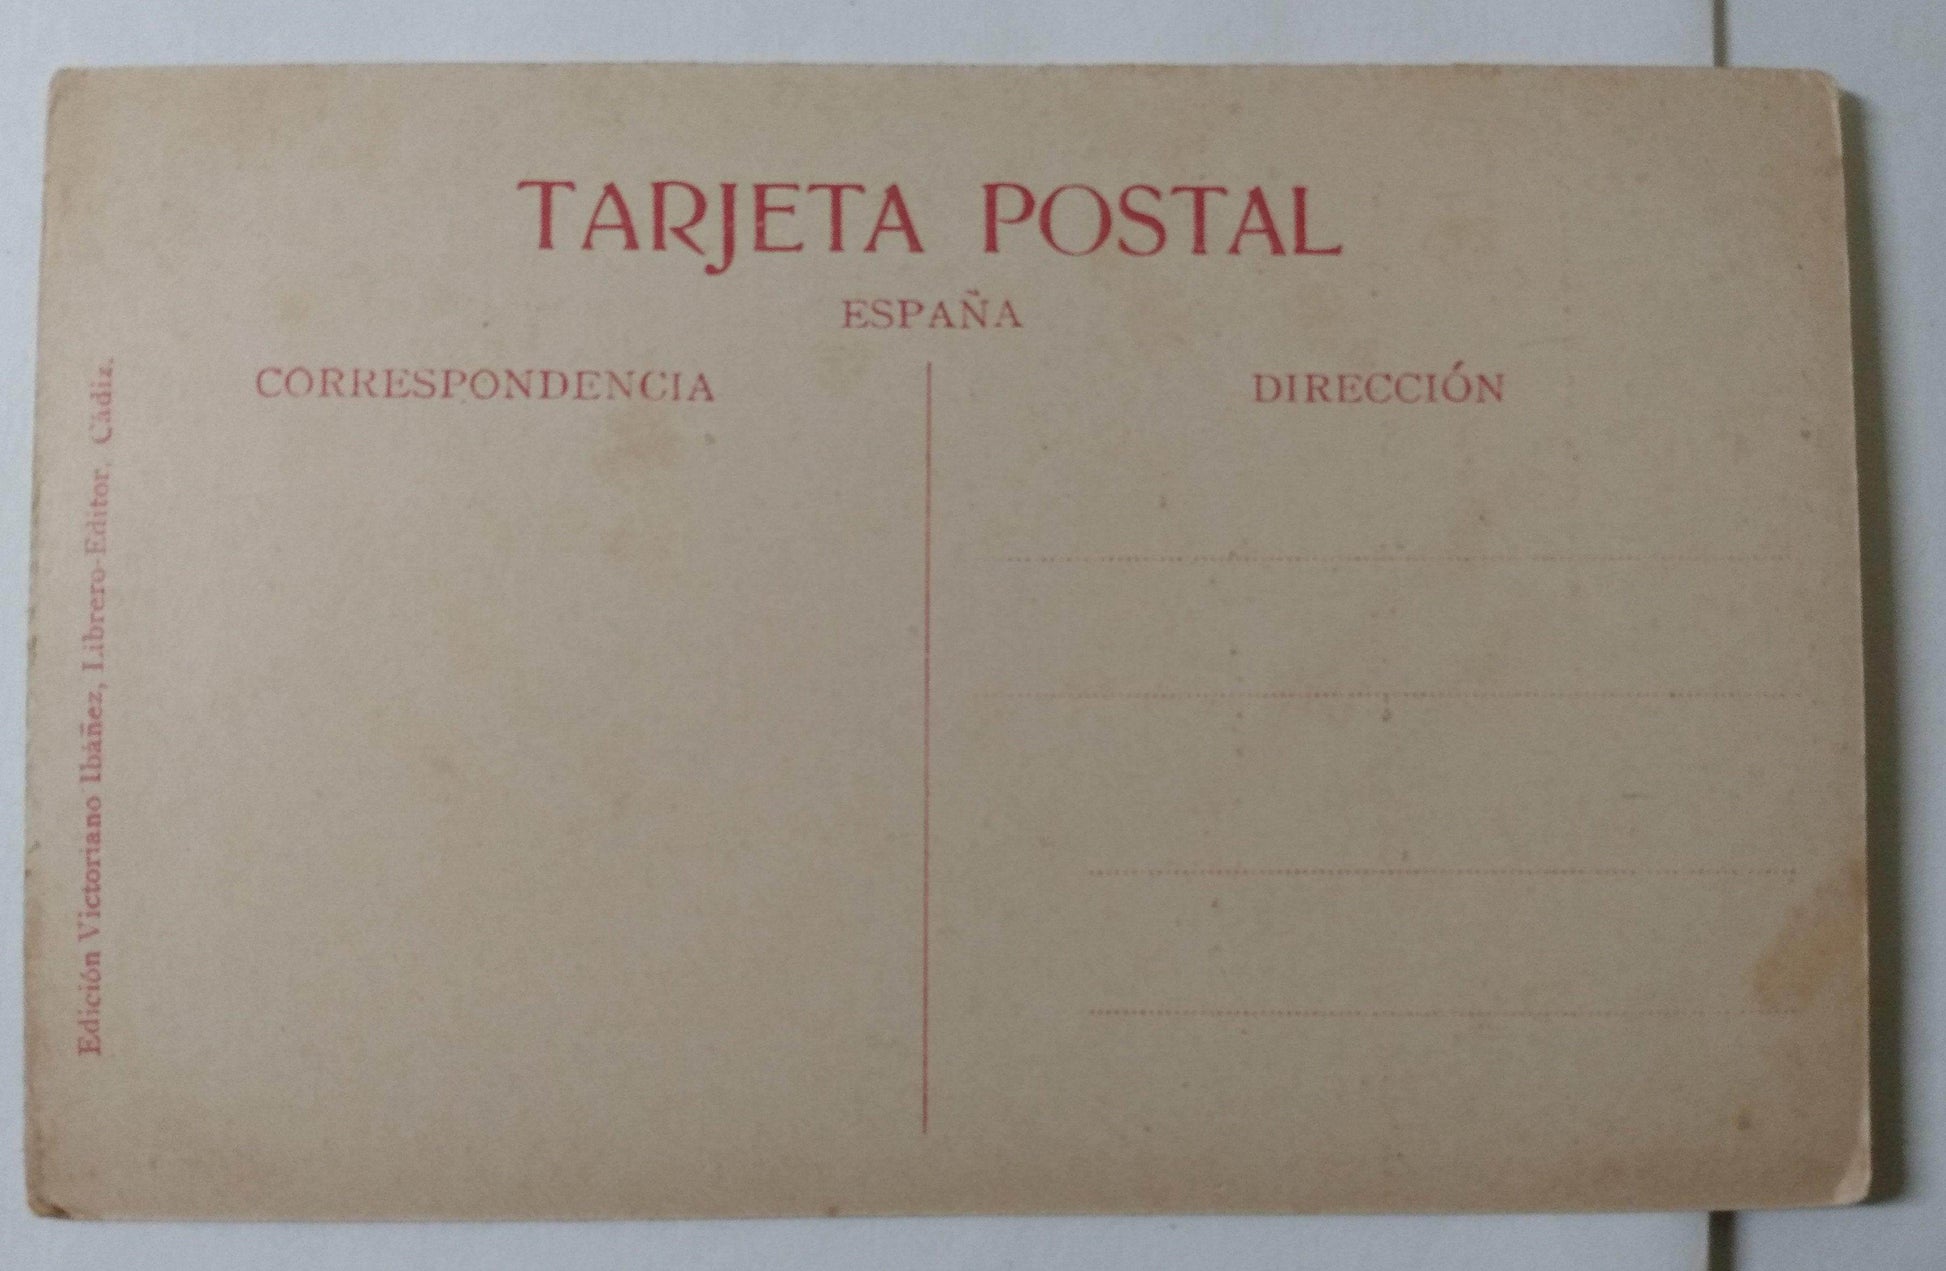 TARJETA POSTAL
ESPAÑA
CORRESPONDENCIA
DIRECCIÓN
Edición Victoriano Ibáñez, Librero-Editor, Cádiz.